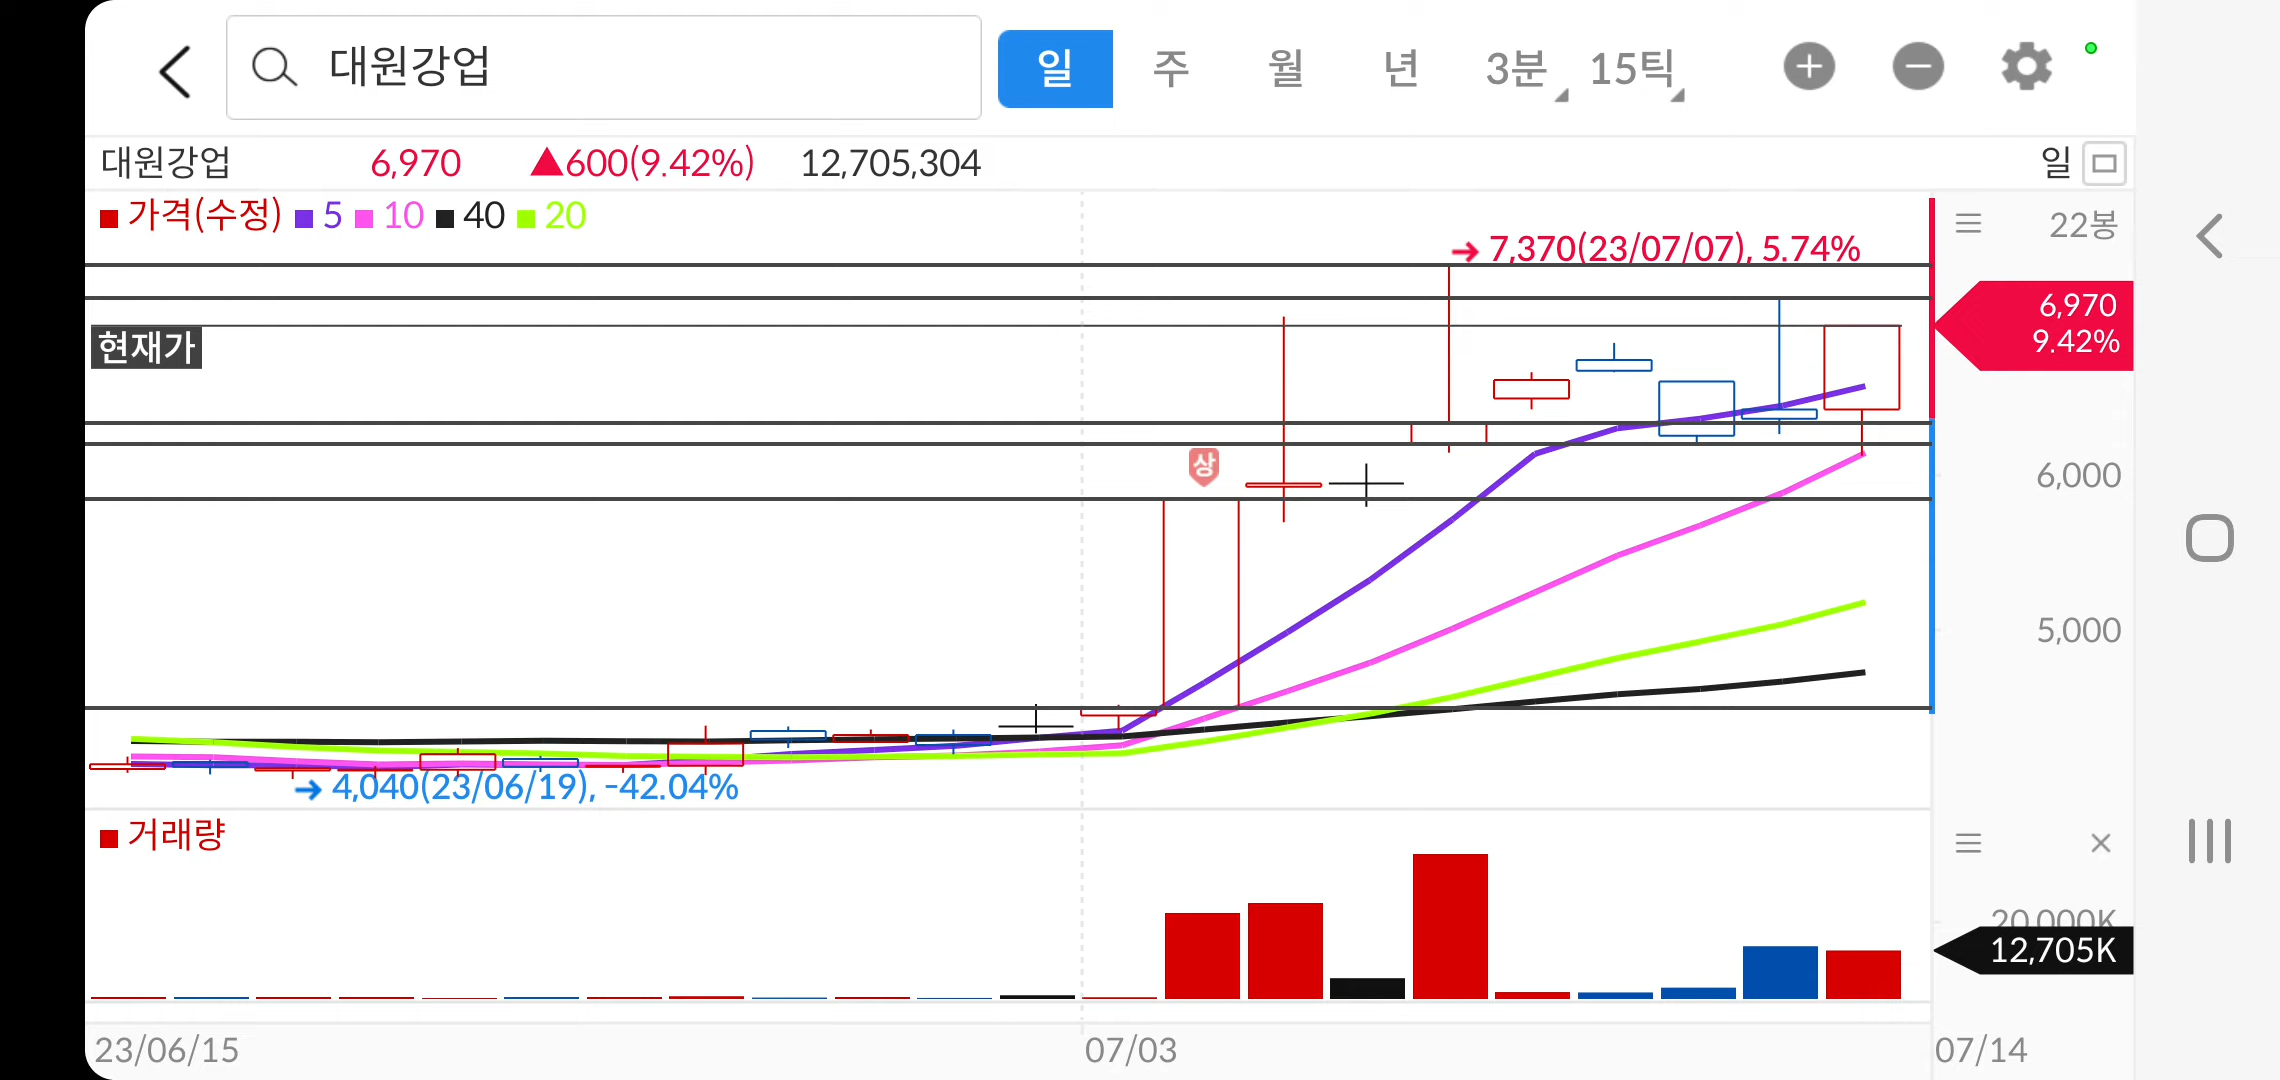 대원강업
일 주 월 년 3분 15틱
대원강업 6,970 ▲600(9.42%) 12,705,304 일
가격(수정) 5 10 40 20
22봉
→ 7,370(23/07/07), 5.74%
6,970
9.42%
현재가
상
6,000
5,000
→ 4,040(23/06/19), -42.04%
거래량
20,000K
12,705K
23/06/15 07/03 07/14